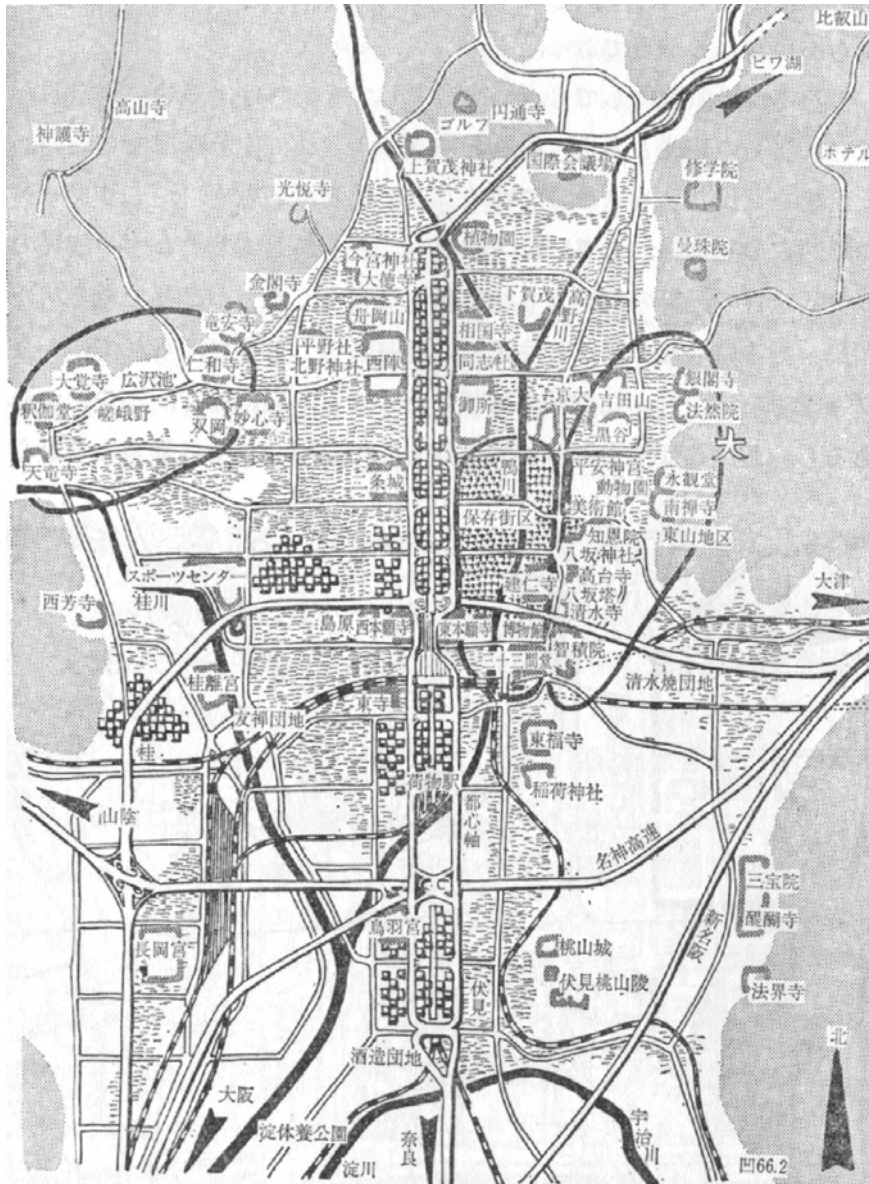 比叡山
ビワ湖
高山寺
神護寺
円通寺
ゴルフ
ホテル
上賀茂神社
国際会議場
修学院
光悦寺
植物園
曼珠院
今宮神社
大徳寺
金閣寺
下賀茂
高野川
竜安寺
舟岡山
相国寺
平野社
北野神社
西陣
同志社
仁和寺
銀閣寺
大覚寺
広沢池
御所
京大
吉田山
法然院
釈伽堂
嵯峨野
双岡
妙心寺
黒谷
大
天竜寺
二条城
鴨川
平安神宮
動物園
永観堂
保存街区
美術館
南禅寺
知恩院
東山地区
八坂神社
スポーツセンター
建仁寺
高台寺
八坂塔
大津
西芳寺
桂川
清水寺
島原
西本願寺
東本願寺
博物館
智積院
三十三間堂
桂離宮
清水焼団地
友禅団地
東寺
東福寺
桂
荷物駅
稲荷神社
山陰
都心軸
名神高速
三宝院
醍醐寺
新名阪
鳥羽宮
長岡宮
桃山城
伏見桃山陵
伏見
法界寺
北
酒造団地
大阪
淀休養公園
奈良
宇治川
淀川
凹66.2